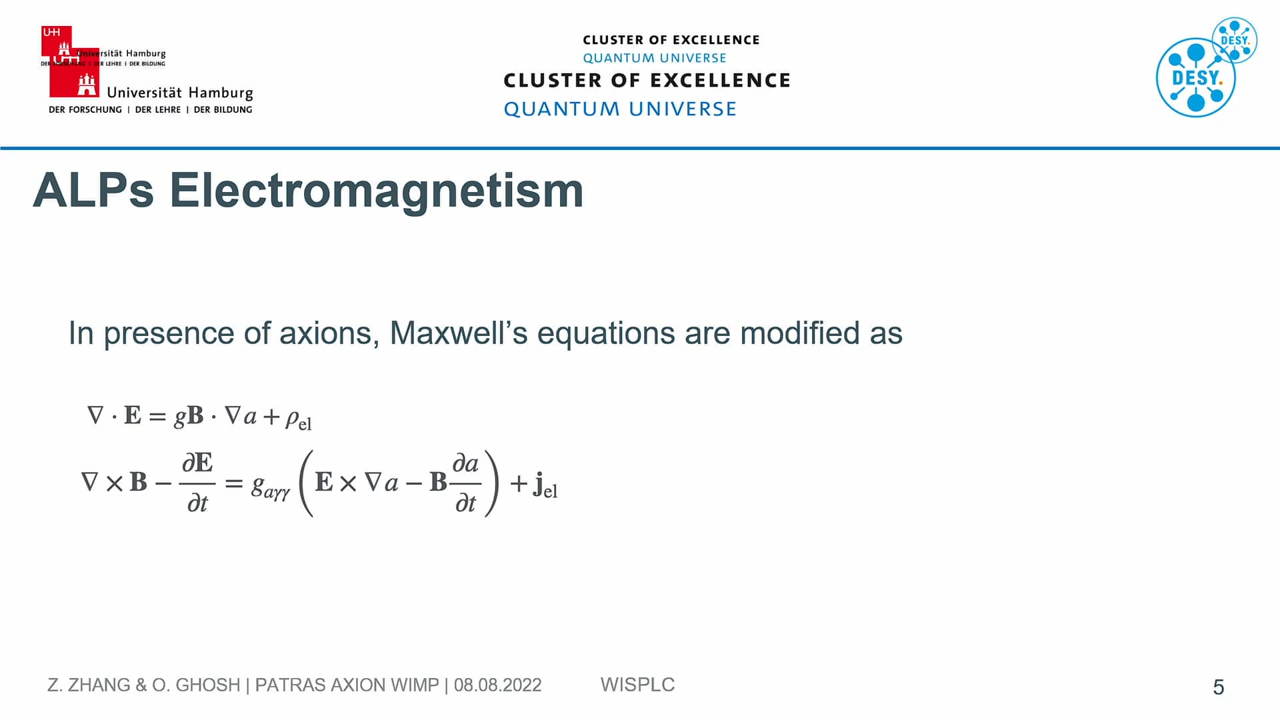 UHH
Universität Hamburg
DER FORSCHUNG | DER LEHRE | DER BILDUNG
UHH
Universität Hamburg
DER FORSCHUNG | DER LEHRE | DER BILDUNG
CLUSTER OF EXCELLENCE
QUANTUM UNIVERSE
CLUSTER OF EXCELLENCE
QUANTUM UNIVERSE
DESY.
DESY.
ALPs Electromagnetism
In presence of axions, Maxwell’s equations are modified as
∇ · E = gB · ∇a + ρ_el
∇ × B − ∂E/∂t = g_aγγ (E × ∇a − B ∂a/∂t) + j_el
Z. ZHANG & O. GHOSH | PATRAS AXION WIMP | 08.08.2022 WISPLC 5